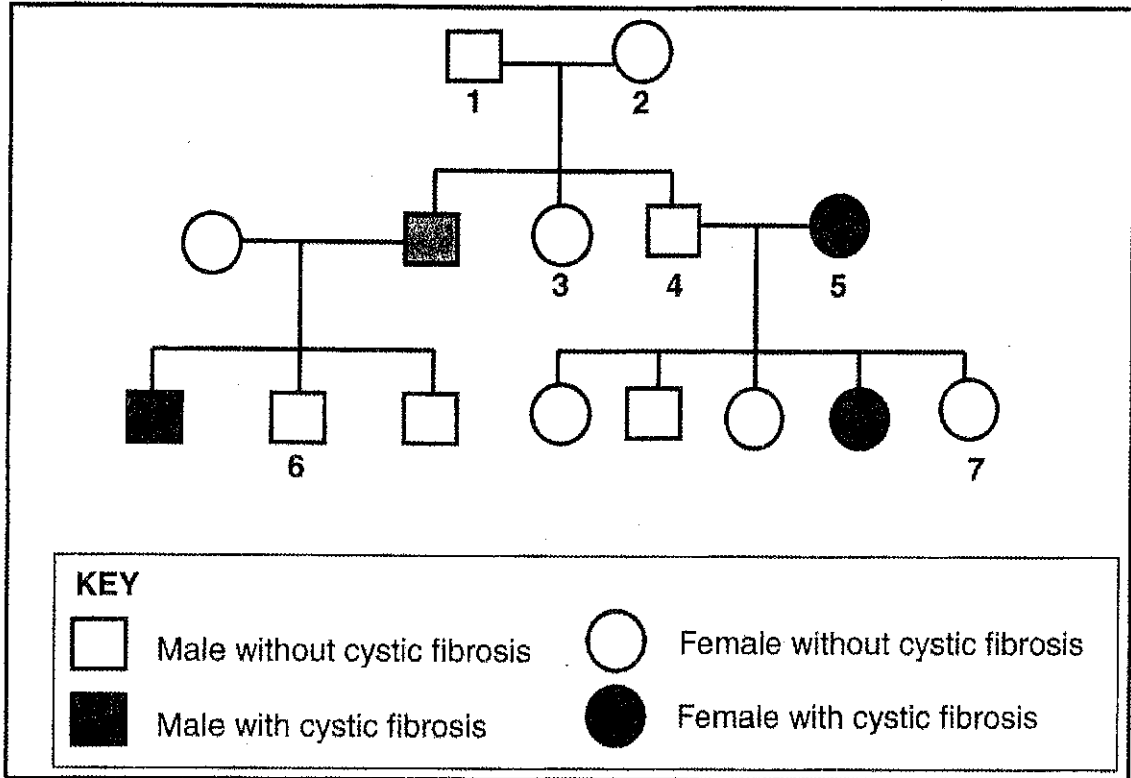 1
2
3
4
5
6
7
KEY
Male without cystic fibrosis
Female without cystic fibrosis
Male with cystic fibrosis
Female with cystic fibrosis